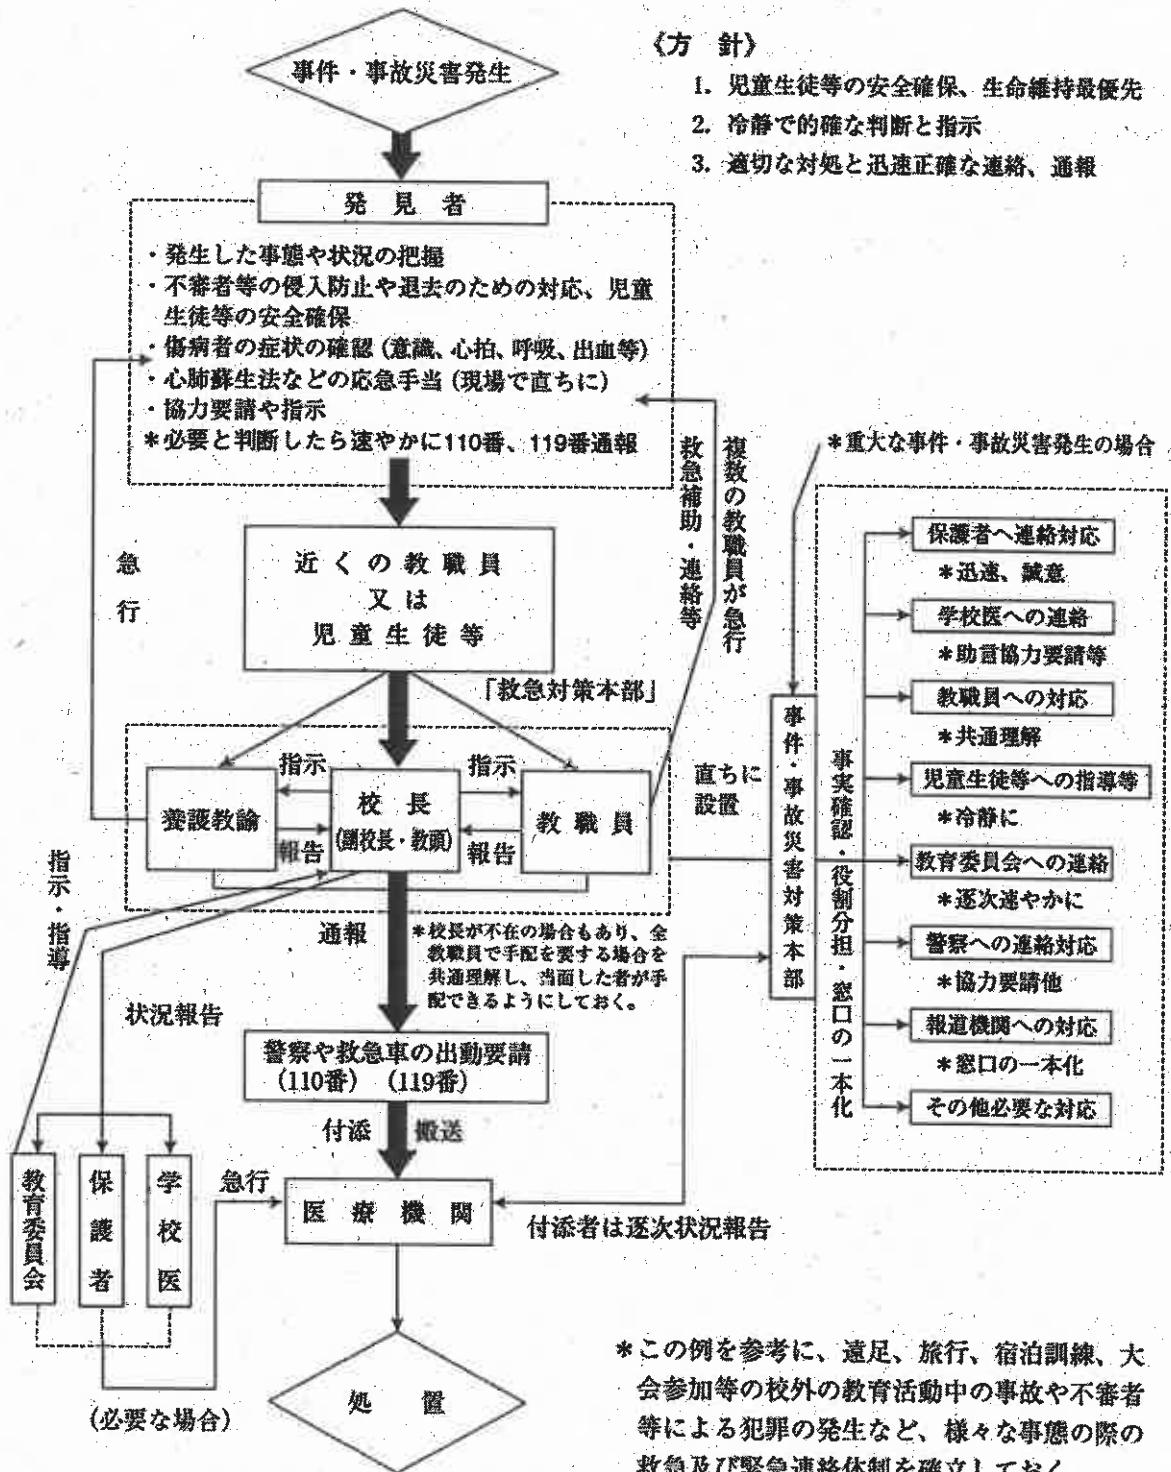 事件・事故災害発生
《方　針》
1. 児童生徒等の安全確保、生命維持最優先
2. 冷静で的確な判断と指示
3. 適切な対処と迅速正確な連絡、通報
発見者
・発生した事態や状況の把握
・不審者等の侵入防止や退去のための対応、児童
生徒等の安全確保
・傷病者の症状の確認（意識、心拍、呼吸、出血等）
・心肺蘇生法などの応急手当（現場で直ちに）
・協力要請や指示
＊必要と判断したら速やかに110番、119番通報
急行
近くの教職員
又は
児童生徒等
複数の教職員が急行
救急補助・連絡等
「救急対策本部」
養護教諭
指示
報告
校長
(副校長・教頭)
指示
報告
教職員
直ちに
設置
通報
＊校長が不在の場合もあり、全
教職員で手配を要する場合を
共通理解し、当面した者が手
配できるようにしておく。
指示・指導
状況報告
警察や救急車の出動要請
（110番）（119番）
付添
搬送
教育委員会
保護者
学校医
急行
医療機関
付添者は逐次状況報告
(必要な場合)
処置
＊重大な事件・事故災害発生の場合
事件・事故災害対策本部
事実確認・役割分担・窓口の一本化
保護者へ連絡対応
＊迅速、誠意
学校医への連絡
＊助言協力要請等
教職員への対応
＊共通理解
児童生徒等への指導等
＊冷静に
教育委員会への連絡
＊逐次速やかに
警察への連絡対応
＊協力要請他
報道機関への対応
＊窓口の一本化
その他必要な対応
＊この例を参考に、遠足、旅行、宿泊訓練、大
会参加等の校外の教育活動中の事故や不審者
等による犯罪の発生など、様々な事態の際の
救急及び緊急連絡体制を確立しておく